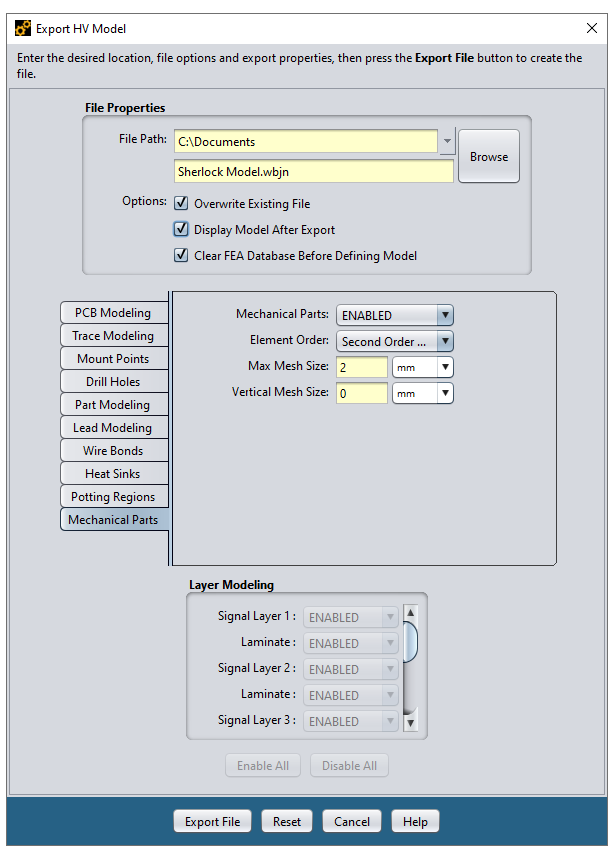 Export HV Model
Enter the desired location, file options and export properties, then press the Export File button to create the
file.
File Properties
File Path: C:\Documents
Browse
Sherlock Model.wbjn
Options: Overwrite Existing File
Display Model After Export
Clear FEA Database Before Defining Model
PCB Modeling
Trace Modeling
Mount Points
Drill Holes
Part Modeling
Lead Modeling
Wire Bonds
Heat Sinks
Potting Regions
Mechanical Parts
Mechanical Parts: ENABLED
Element Order: Second Order ...
Max Mesh Size: 2 mm
Vertical Mesh Size: 0 mm
Layer Modeling
Signal Layer 1 : ENABLED
Laminate : ENABLED
Signal Layer 2 : ENABLED
Laminate : ENABLED
Signal Layer 3 : ENABLED
Enable All Disable All
Export File Reset Cancel Help